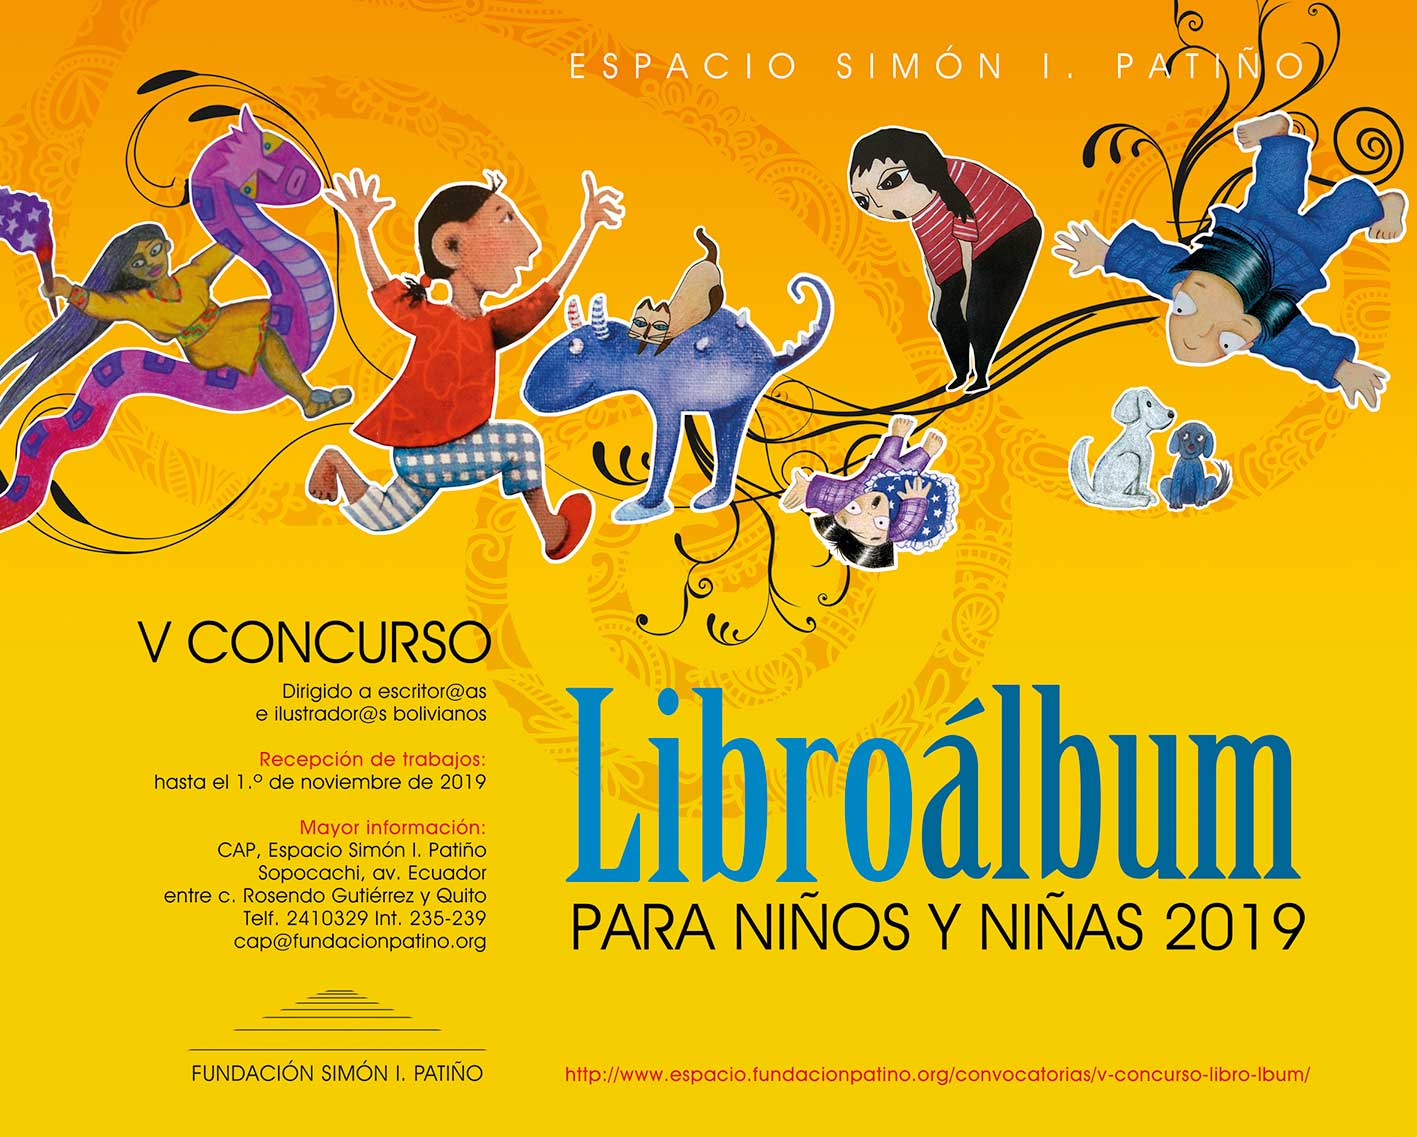 ESPACIO SIMÓN I. PATIÑO
V CONCURSO
Dirigido a escritor@as
e ilustrador@s bolivianos
Recepción de trabajos:
hasta el 1.º de noviembre de 2019
Mayor información:
CAP, Espacio Simón I. Patiño
Sopocachi, av. Ecuador
entre c. Rosendo Gutiérrez y Quito
Telf. 2410329 Int. 235-239
cap@fundacionpatino.org
FUNDACIÓN SIMÓN I. PATIÑO
Libroálbum
PARA NIÑOS Y NIÑAS 2019
http://www.espacio.fundacionpatino.org/convocatorias/v-concurso-libro-lbum/